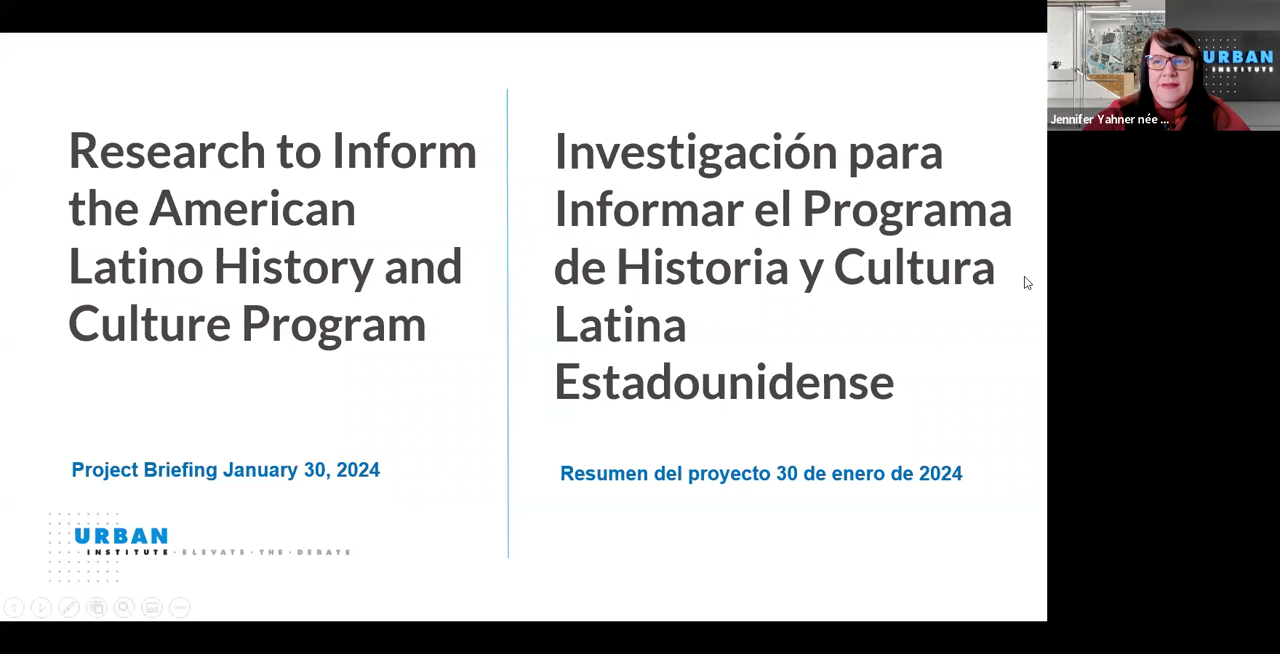 Research to Inform
the American
Latino History and
Culture Program
Project Briefing January 30, 2024
URBAN
INSTITUTE · ELEVATE · THE · DEBATE
Investigación para
Informar el Programa
de Historia y Cultura
Latina
Estadounidense
Resumen del proyecto 30 de enero de 2024
URBAN
INSTITUTE
Jennifer Yahner née ...